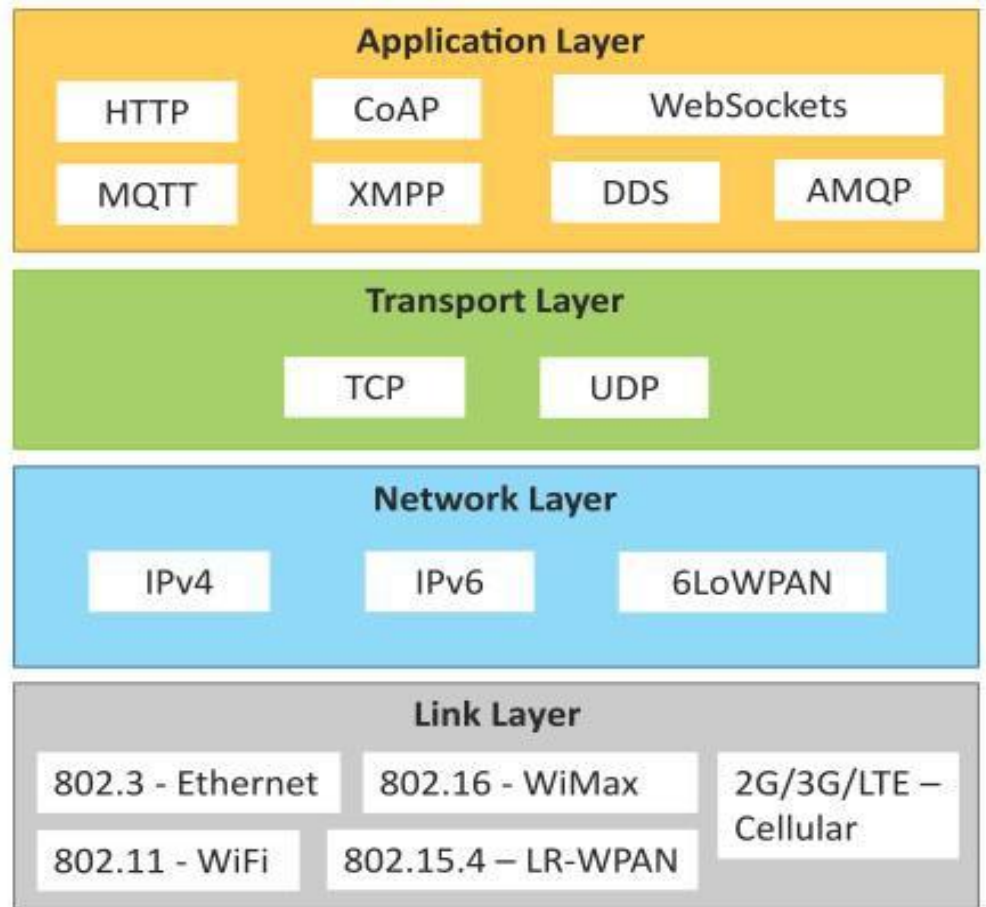 Application Layer
HTTP
CoAP
WebSockets
MQTT
XMPP
DDS
AMQP
Transport Layer
TCP
UDP
Network Layer
IPv4
IPv6
6LoWPAN
Link Layer
802.3 - Ethernet
802.16 - WiMax
2G/3G/LTE –
Cellular
802.11 - WiFi
802.15.4 – LR-WPAN